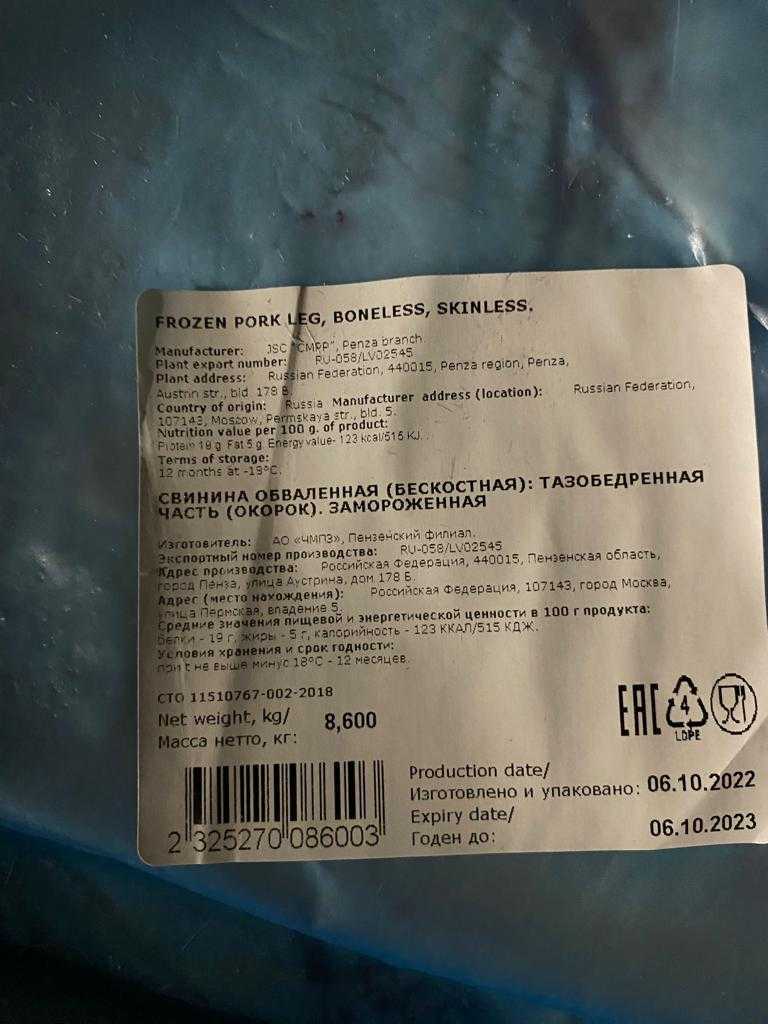 FROZEN PORK LEG, BONELESS, SKINLESS.
Manufacturer: JSC "CMPP", Penza branch
Plant export number: RU-058/LV02545
Plant address: Russian Federation, 440015, Penza region, Penza,
Austrin str., bld. 178 B.
Country of origin: Russia Manufacturer address (location): Russian Federation,
107143, Moscow, Permskaya str., bld. 5.
Nutrition value per 100 g. of product:
Protein 19 g. Fat 5 g. Energy value- 123 kcal/515 KJ.
Terms of storage:
12 months at -18°C.
СВИНИНА ОБВАЛЕННАЯ (БЕСКОСТНАЯ): ТАЗОБЕДРЕННАЯ
ЧАСТЬ (ОКОРОК). ЗАМОРОЖЕННАЯ
Изготовитель: АО «ЧМПЗ», Пензенский филиал.
Экспортный номер производства: RU-058/LV02545
Адрес производства: Российская Федерация, 440015, Пензенская область,
город Пенза, улица Аустрина, дом 178 Б.
Адрес (место нахождения): Российская Федерация, 107143, город Москва,
улица Пермская, владение 5.
Средние значения пищевой и энергетической ценности в 100 г продукта:
белки - 19 г, жиры - 5 г, калорийность - 123 ККАЛ/515 КДЖ.
Условия хранения и срок годности:
при t не выше минус 18°С - 12 месяцев.
СТО 11510767-002-2018
Net weight, kg/ 8,600
Масса нетто, кг:
EAC 4
LDPE
Production date/
Изготовлено и упаковано: 06.10.2022
Expiry date/
Годен до: 06.10.2023
2 325270 086003